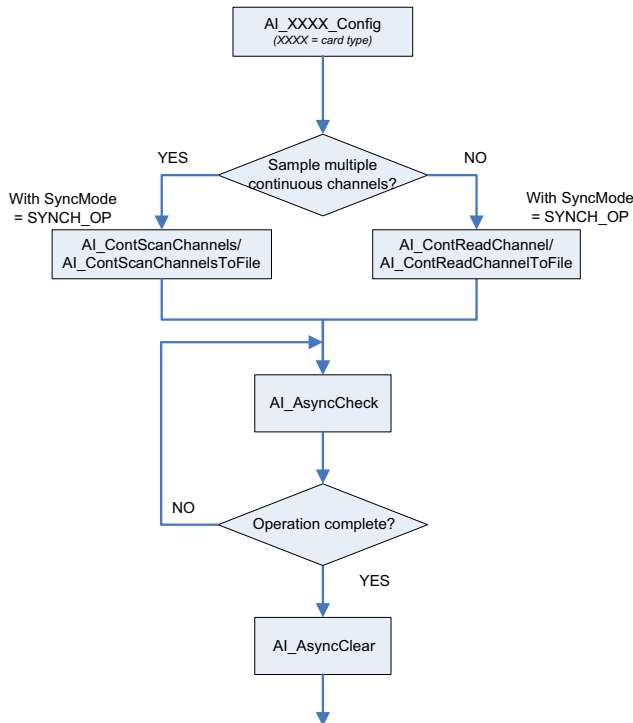 AI_XXXX_Config
(XXXX = card type)
YES
Sample multiple
continuous channels?
NO
With SyncMode
= SYNCH_OP
With SyncMode
= SYNCH_OP
AI_ContScanChannels/
AI_ContScanChannelsToFile
AI_ContReadChannel/
AI_ContReadChannelToFile
AI_AsyncCheck
NO
Operation complete?
YES
AI_AsyncClear